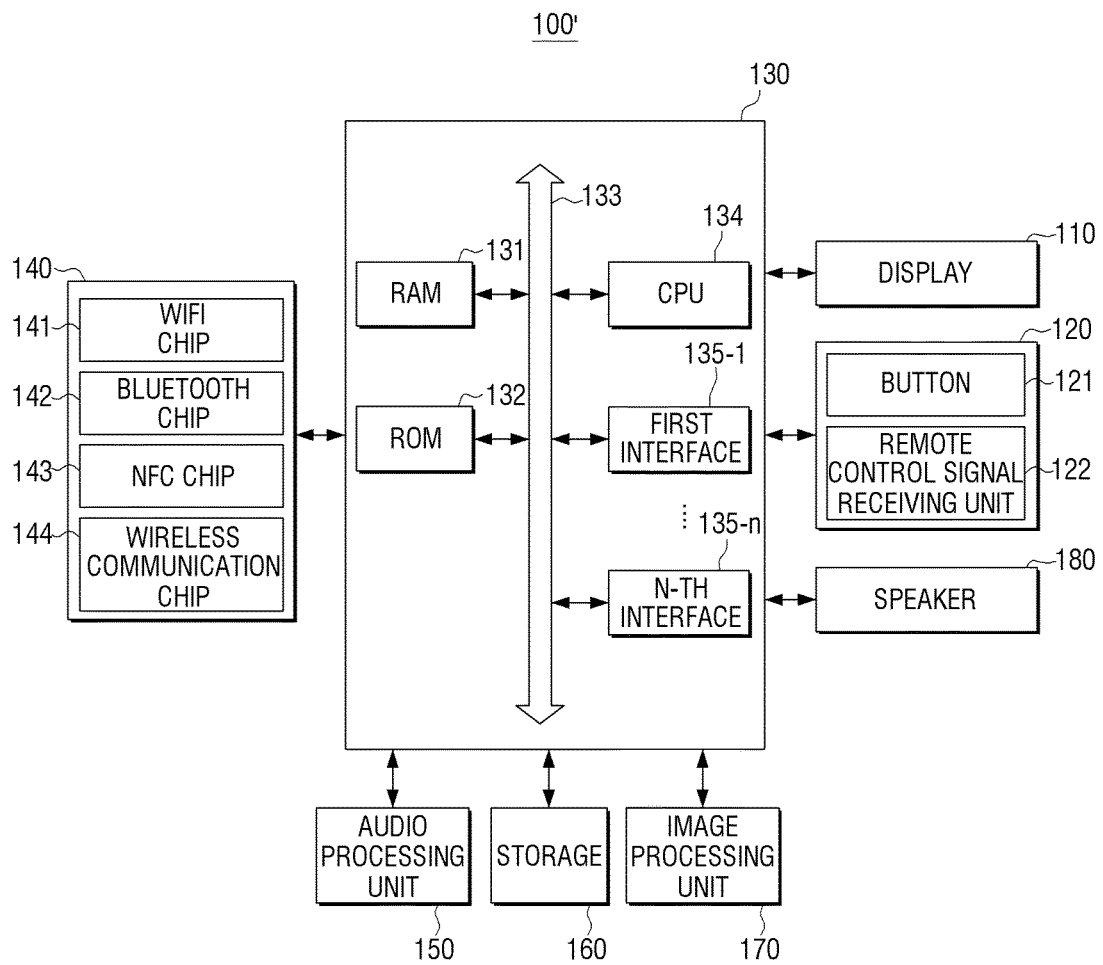 100'
130
133
134
110
131
140
RAM
CPU
DISPLAY
141
WIFI
CHIP
120
135-1
BUTTON
121
142
BLUETOOTH
CHIP
132
ROM
FIRST
INTERFACE
REMOTE
CONTROL SIGNAL
RECEIVING UNIT
122
143
NFC CHIP
144
WIRELESS
COMMUNICATION
CHIP
135-n
N-TH
INTERFACE
180
SPEAKER
AUDIO
PROCESSING
UNIT
STORAGE
IMAGE
PROCESSING
UNIT
150
160
170